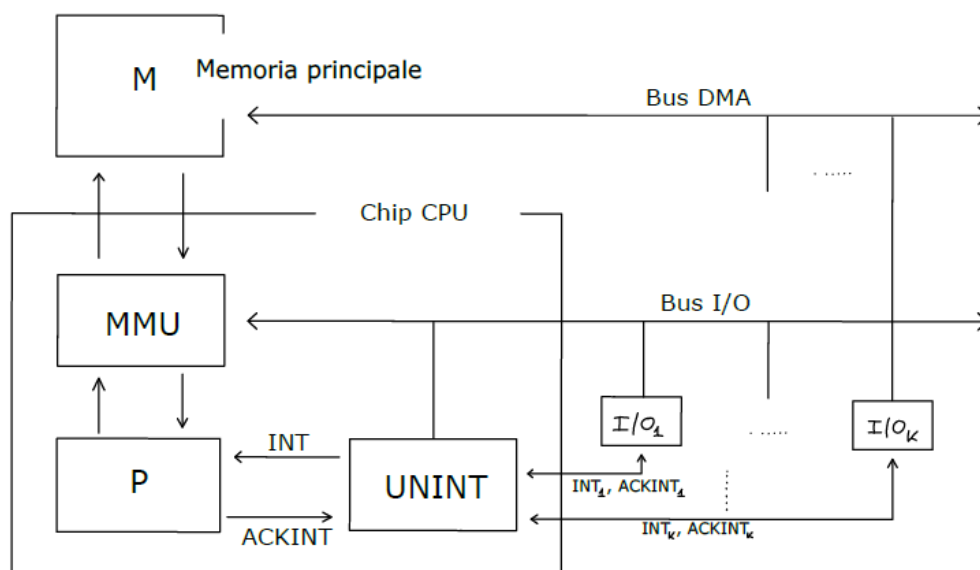 M
Memoria principale
Bus DMA
. .....
Chip CPU
MMU
Bus I/O
I/O₁
. .....
I/Oₖ
P
INT
UNINT
ACKINT
INT₁, ACKINT₁
INTₖ, ACKINTₖ